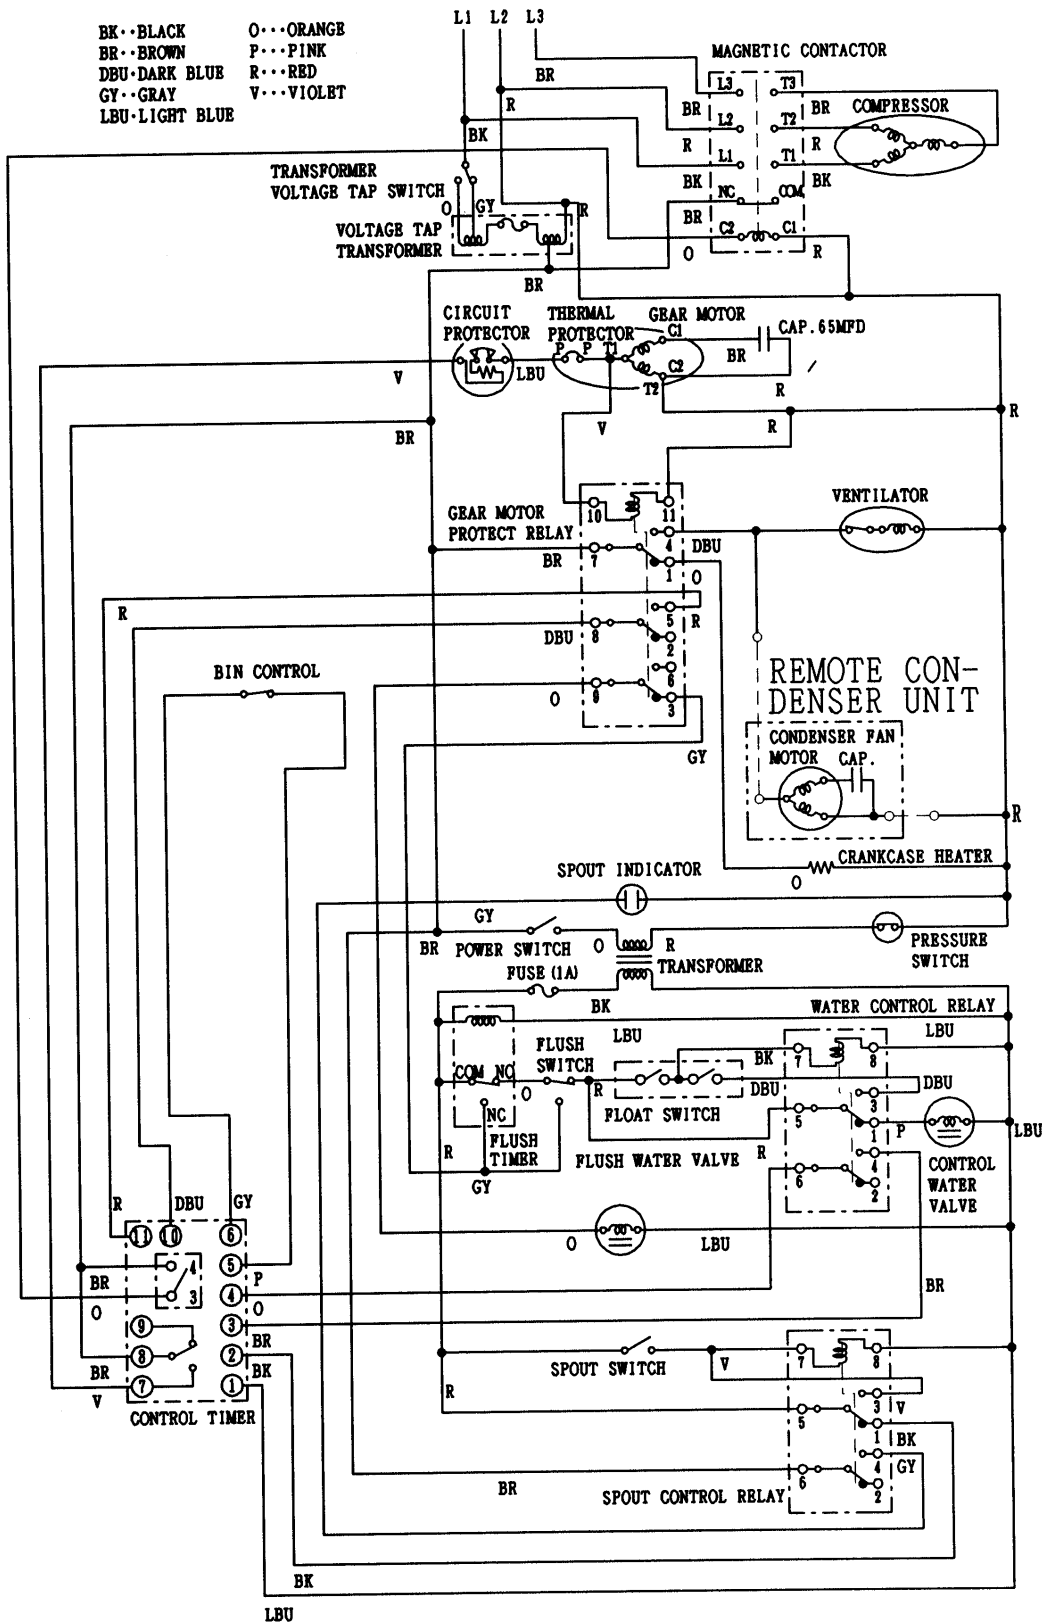 L1 L2 L3
BK··BLACK O···ORANGE
BR··BROWN P···PINK
DBU·DARK BLUE R···RED
GY··GRAY V···VIOLET
LBU·LIGHT BLUE
MAGNETIC CONTACTOR
BR
L3 T3
R
BR BR
COMPRESSOR
L2 T2
BK
R R
L1 T1
BK BK
TRANSFORMER
VOLTAGE TAP SWITCH
NC COM
O GY R
BR
VOLTAGE TAP
TRANSFORMER
C2 C1
O R
BR
CIRCUIT
PROTECTOR
THERMAL
PROTECTOR
GEAR MOTOR
C1
CAP.65MFD
P P T1
BR
V LBU
C2
T2 R
R
BR V R
VENTILATOR
GEAR MOTOR
PROTECT RELAY
10 11
4 DBU
BR 7
1 O
R
5 R
DBU 8
2
BIN CONTROL
6
O 9
3
GY
REMOTE CON-
DENSER UNIT
CONDENSER FAN
MOTOR CAP.
R
CRANKCASE HEATER
O
SPOUT INDICATOR
GY
BR POWER SWITCH O R
PRESSURE
SWITCH
FUSE(1A) TRANSFORMER
BK
WATER CONTROL RELAY
LBU LBU
FLUSH
SWITCH
BK 7 8
COM NC
O R DBU DBU
3
NC FLOAT SWITCH
5 1 P LBU
R FLUSH
TIMER
FLUSH WATER VALVE R
4
CONTROL
WATER
VALVE
GY 6 2
R DBU GY
11 10 6
O LBU
4 5
BR P
BR
O 3 4 O
9 3 BR
8 2
BR BK
7 1
V
CONTROL TIMER
SPOUT SWITCH V 7 8
R
3 V
5 1 BK
4 GY
BR 6 2
SPOUT CONTROL RELAY
BK
LBU